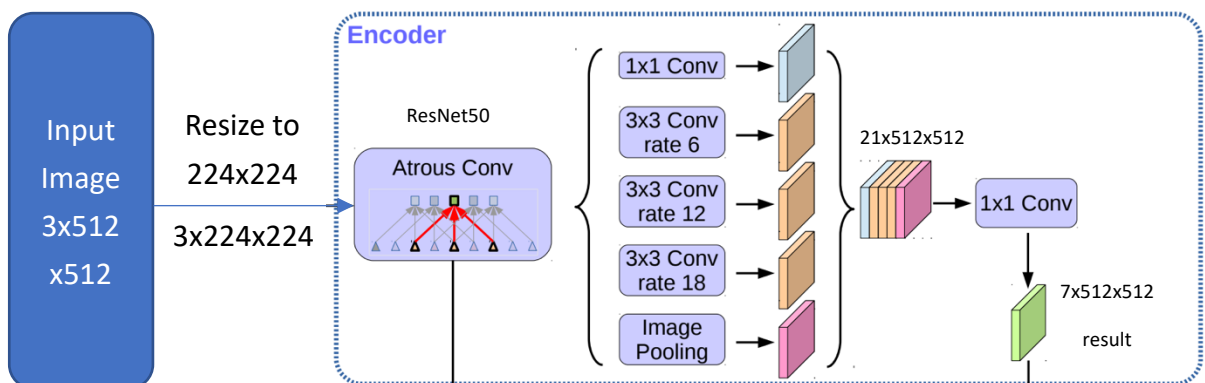 Input
Image
3x512
x512
Resize to
224x224
3x224x224
Encoder
ResNet50
Atrous Conv
1x1 Conv
3x3 Conv
rate 6
3x3 Conv
rate 12
3x3 Conv
rate 18
Image
Pooling
21x512x512
1x1 Conv
7x512x512
result